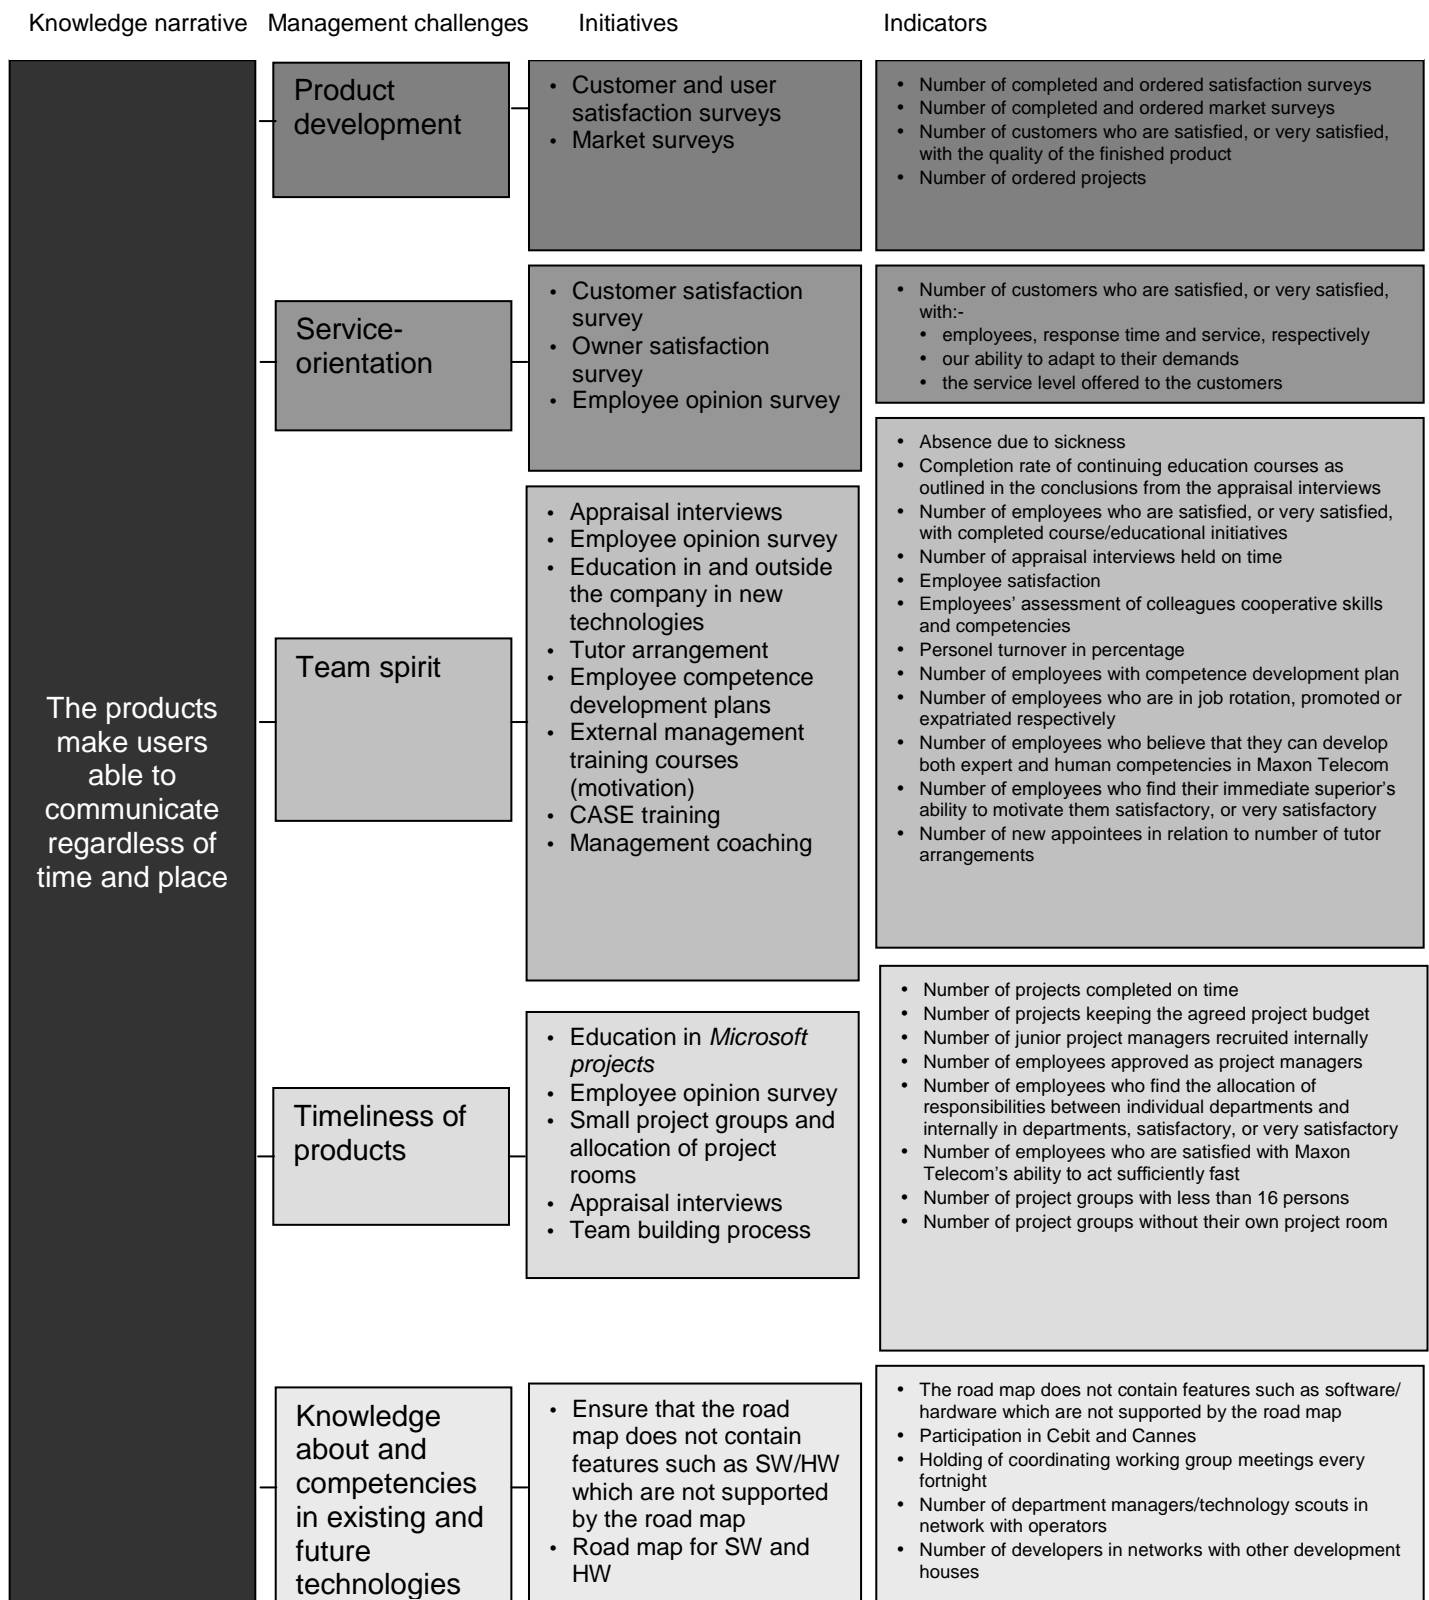 Knowledge narrative Management challenges Initiatives Indicators
The products
make users
able to
communicate
regardless of
time and place
Product
development
• Customer and user
satisfaction surveys
• Market surveys
• Number of completed and ordered satisfaction surveys
• Number of completed and ordered market surveys
• Number of customers who are satisfied, or very satisfied,
with the quality of the finished product
• Number of ordered projects
Service-
orientation
• Customer satisfaction
survey
• Owner satisfaction
survey
• Employee opinion survey
• Number of customers who are satisfied, or very satisfied,
with:-
• employees, response time and service, respectively
• our ability to adapt to their demands
• the service level offered to the customers
Team spirit
• Appraisal interviews
• Employee opinion survey
• Education in and outside
the company in new
technologies
• Tutor arrangement
• Employee competence
development plans
• External management
training courses
(motivation)
• CASE training
• Management coaching
• Absence due to sickness
• Completion rate of continuing education courses as
outlined in the conclusions from the appraisal interviews
• Number of employees who are satisfied, or very satisfied,
with completed course/educational initiatives
• Number of appraisal interviews held on time
• Employee satisfaction
• Employees’ assessment of colleagues cooperative skills
and competencies
• Personel turnover in percentage
• Number of employees with competence development plan
• Number of employees who are in job rotation, promoted or
expatriated respectively
• Number of employees who believe that they can develop
both expert and human competencies in Maxon Telecom
• Number of employees who find their immediate superior’s
ability to motivate them satisfactory, or very satisfactory
• Number of new appointees in relation to number of tutor
arrangements
Timeliness of
products
• Education in Microsoft
projects
• Employee opinion survey
• Small project groups and
allocation of project
rooms
• Appraisal interviews
• Team building process
• Number of projects completed on time
• Number of projects keeping the agreed project budget
• Number of junior project managers recruited internally
• Number of employees approved as project managers
• Number of employees who find the allocation of
responsibilities between individual departments and
internally in departments, satisfactory, or very satisfactory
• Number of employees who are satisfied with Maxon
Telecom’s ability to act sufficiently fast
• Number of project groups with less than 16 persons
• Number of project groups without their own project room
Knowledge
about and
competencies
in existing and
future
technologies
• Ensure that the road
map does not contain
features such as SW/HW
which are not supported
by the road map
• Road map for SW and
HW
• The road map does not contain features such as software/
hardware which are not supported by the road map
• Participation in Cebit and Cannes
• Holding of coordinating working group meetings every
fortnight
• Number of department managers/technology scouts in
network with operators
• Number of developers in networks with other development
houses